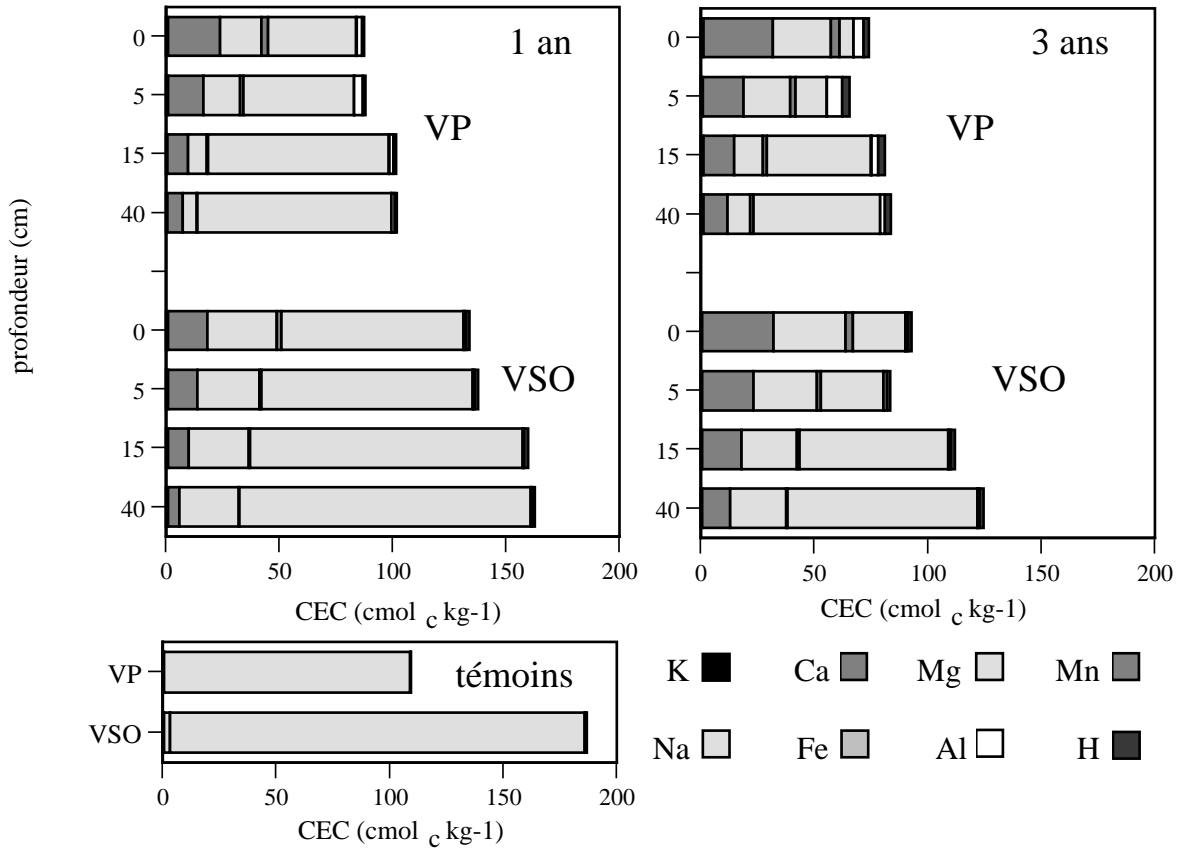 1 an
VP
VSO
0
5
15
40
0
5
15
40
profondeur (cm)
0 50 100 150 200
CEC (cmol c kg-1)
3 ans
VP
VSO
0
5
15
40
0
5
15
40
0 50 100 150 200
CEC (cmol c kg-1)
témoins
VP
VSO
0 50 100 150 200
CEC (cmol c kg-1)
K Ca Mg Mn
Na Fe Al H